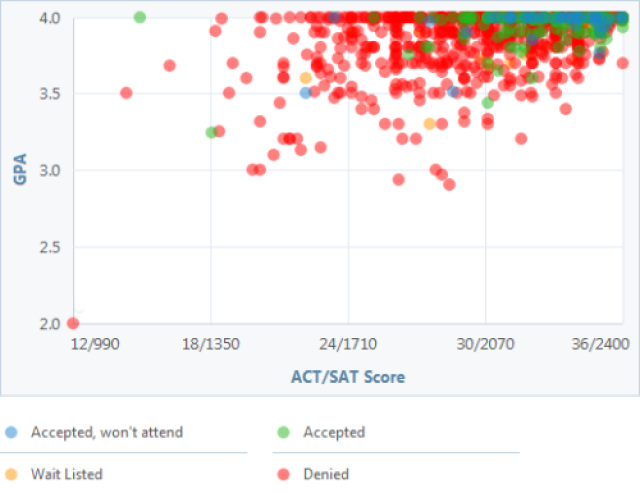 4.0
3.5
3.0
2.5
2.0
GPA
12/990 18/1350 24/1710 30/2070 36/2400
ACT/SAT Score
Accepted, won't attend Accepted
Wait Listed Denied